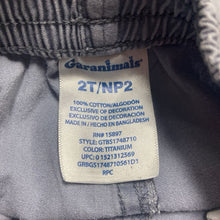 Garanimals
2T/NP2
100% COTTON/ALGODÓN
EXCLUSIVE OF DECORATION
EXCLUSIVO DE DECORACIÓN
MADE IN / HECHO EN BANGLADESH
RN# 15897
STYLE: GTBS1748710
COLOR: TITANIUM
UPC: 01521312569
GRBGS1748710561D1
RPC